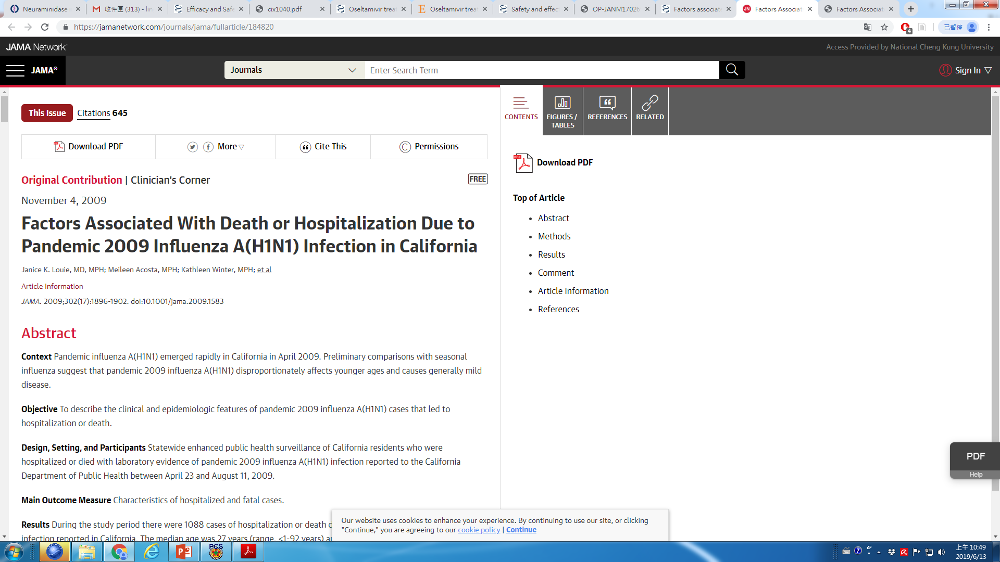 Neuraminidase i
收件匣 (313) - lin
Efficacy and Safe
cix1040.pdf
Oseltamivir treat
Oseltamivir treat
Safety and effect
OP-JANM17026
Factors associate
Factors Associat
Factors Associat
https://jamanetwork.com/journals/jama/fullarticle/184820
4
已暫停
JAMA Network
Access Provided by National Cheng Kung University
JAMA®
Journals
Enter Search Term
Sign In
This Issue
Citations 645
Download PDF
More
Cite This
Permissions
Original Contribution | Clinician's Corner
FREE
November 4, 2009
Factors Associated With Death or Hospitalization Due to
Pandemic 2009 Influenza A(H1N1) Infection in California
Janice K. Louie, MD, MPH; Meileen Acosta, MPH; Kathleen Winter, MPH; et al
Article Information
JAMA. 2009;302(17):1896-1902. doi:10.1001/jama.2009.1583
Abstract
Context Pandemic influenza A(H1N1) emerged rapidly in California in April 2009. Preliminary comparisons with seasonal
influenza suggest that pandemic 2009 influenza A(H1N1) disproportionately affects younger ages and causes generally mild
disease.
Objective To describe the clinical and epidemiologic features of pandemic 2009 influenza A(H1N1) cases that led to
hospitalization or death.
Design, Setting, and Participants Statewide enhanced public health surveillance of California residents who were
hospitalized or died with laboratory evidence of pandemic 2009 influenza A(H1N1) infection reported to the California
Department of Public Health between April 23 and August 11, 2009.
Main Outcome Measure Characteristics of hospitalized and fatal cases.
Results During the study period there were 1088 cases of hospitalization or death
infection reported in California. The median age was 27 years (range, <1-92 years)
CONTENTS
FIGURES /
TABLES
REFERENCES
RELATED
PDF
Download PDF
Top of Article
Abstract
Methods
Results
Comment
Article Information
References
PDF
Help
Our website uses cookies to enhance your experience. By continuing to use our site, or clicking
"Continue," you are agreeing to our cookie policy | Continue
PCS
上午 10:49
2019/6/13